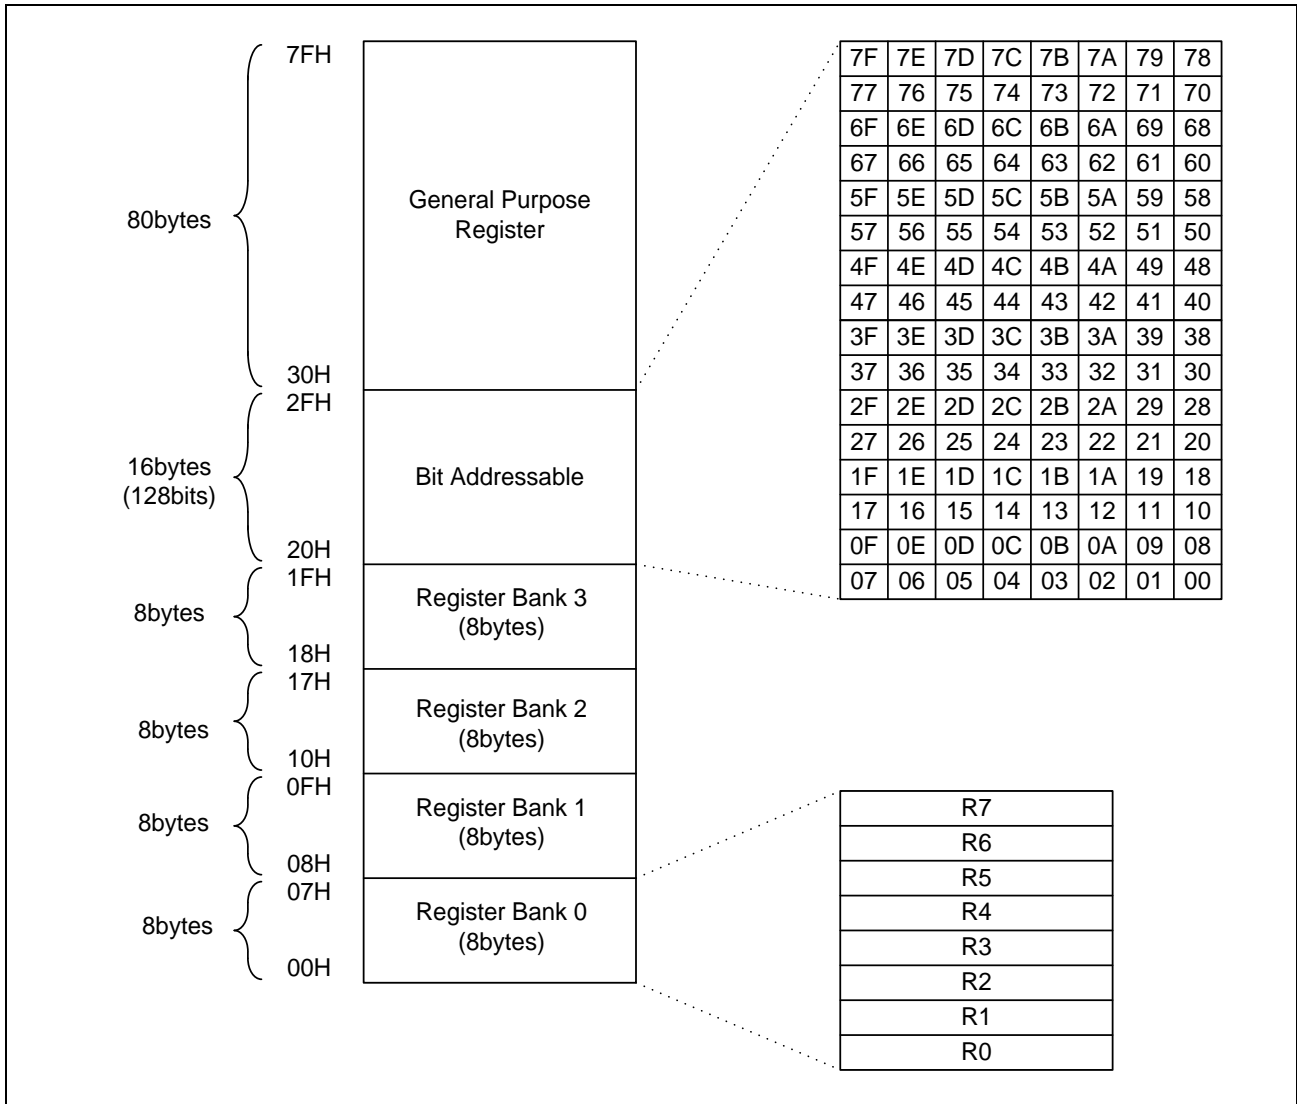 7FH
80bytes
General Purpose
Register
30H
2FH
16bytes
(128bits)
Bit Addressable
20H
1FH
8bytes
Register Bank 3
(8bytes)
18H
17H
8bytes
Register Bank 2
(8bytes)
10H
0FH
8bytes
Register Bank 1
(8bytes)
08H
07H
8bytes
Register Bank 0
(8bytes)
00H
7F 7E 7D 7C 7B 7A 79 78
77 76 75 74 73 72 71 70
6F 6E 6D 6C 6B 6A 69 68
67 66 65 64 63 62 61 60
5F 5E 5D 5C 5B 5A 59 58
57 56 55 54 53 52 51 50
4F 4E 4D 4C 4B 4A 49 48
47 46 45 44 43 42 41 40
3F 3E 3D 3C 3B 3A 39 38
37 36 35 34 33 32 31 30
2F 2E 2D 2C 2B 2A 29 28
27 26 25 24 23 22 21 20
1F 1E 1D 1C 1B 1A 19 18
17 16 15 14 13 12 11 10
0F 0E 0D 0C 0B 0A 09 08
07 06 05 04 03 02 01 00
R7
R6
R5
R4
R3
R2
R1
R0